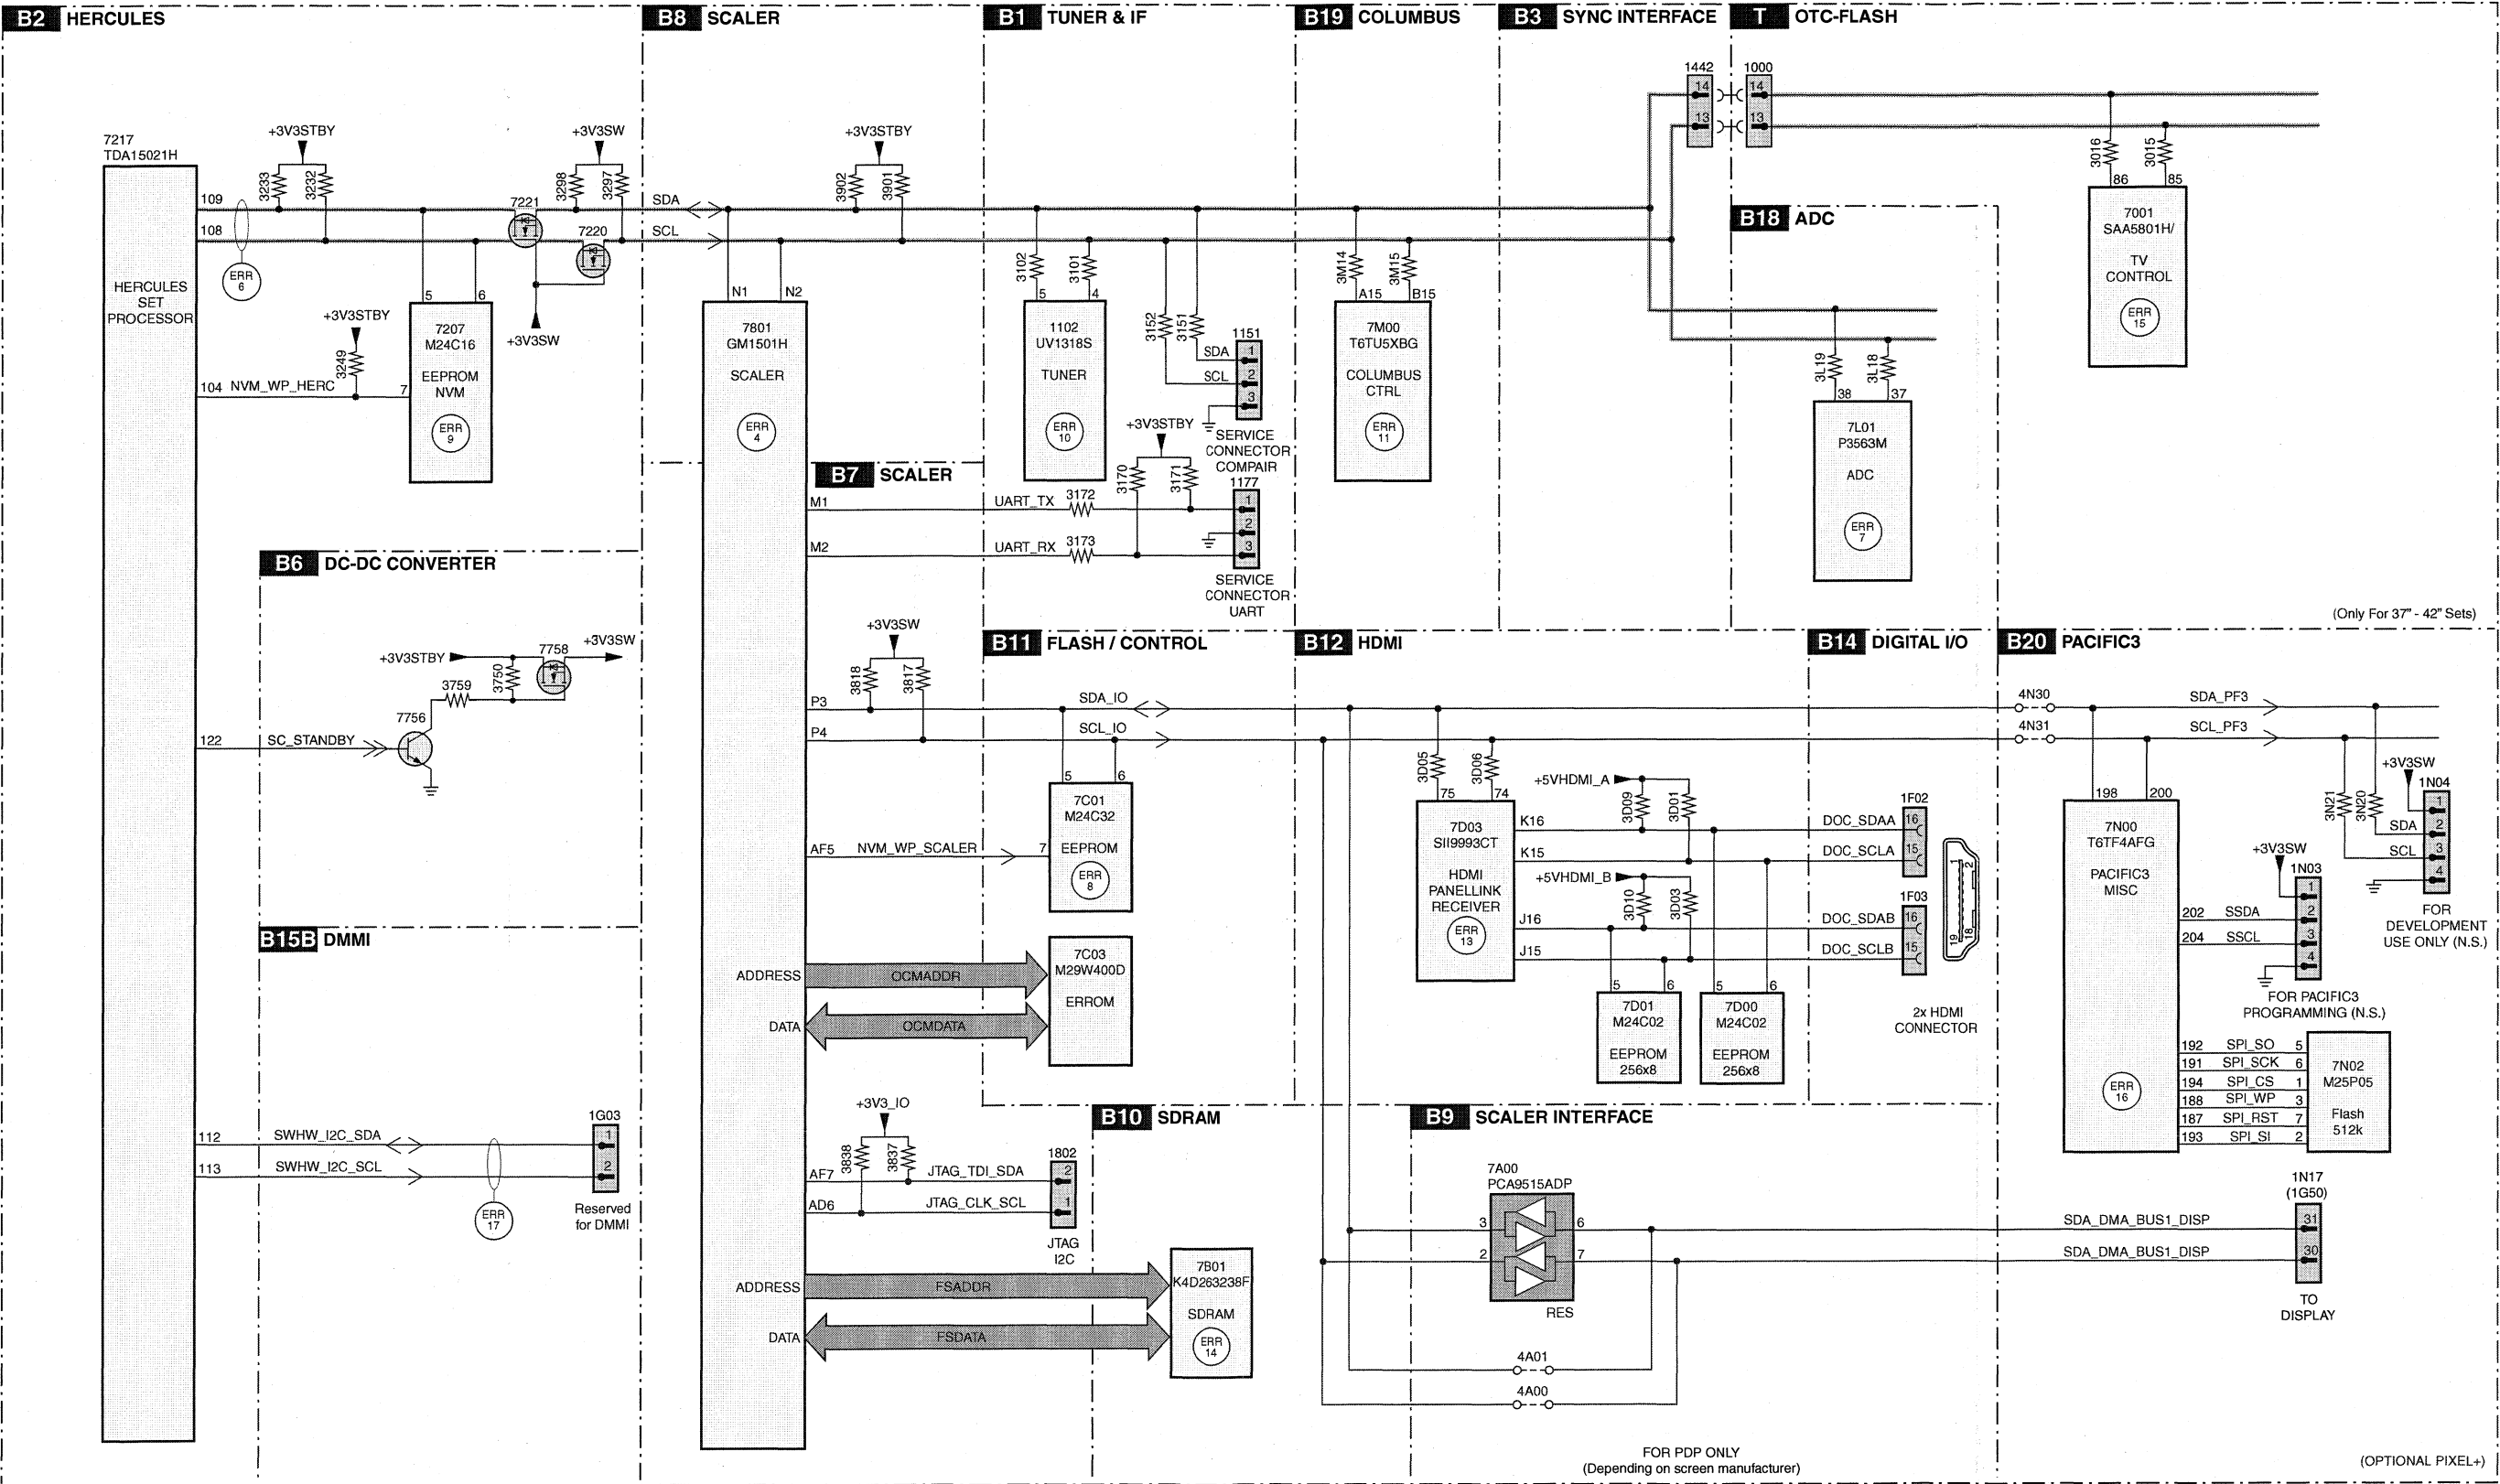 B2 HERCULES
B8 SCALER
B1 TUNER & IF
B19 COLUMBUS
B3 SYNC INTERFACE
T OTC-FLASH
7217
TDA15021H
HERCULES
SET
PROCESSOR
+3V3STBY
3233
3232
109
108
ERR
6
7221
7220
+3V3SW
3298
3297
+3V3SW
5
6
7207
M24C16
EEPROM
NVM
ERR
9
+3V3STBY
3249
104
NVM_WP_HERC
7
SDA
SCL
+3V3STBY
3902
3901
N1
N2
7801
GM1501H
SCALER
ERR
4
3102
3101
5
4
1102
UV1318S
TUNER
ERR
10
3152
3151
1151
SDA
1
SCL
2
3
SERVICE
CONNECTOR
COMPAIR
3M14
3M15
A15
B15
7M00
T6TU5XBG
COLUMBUS
CTRL
ERR
11
1442
14
13
1000
14
13
3016
3015
86
85
7001
SAA5801H/
TV
CONTROL
ERR
15
B18 ADC
3L19
3L18
38
37
7L01
P3563M
ADC
ERR
7
(Only For 37" - 42" Sets)
B7 SCALER
M1
UART_TX
3172
M2
UART_RX
3173
+3V3STBY
3170
3171
1177
1
2
3
SERVICE
CONNECTOR
UART
B6 DC-DC CONVERTER
+3V3STBY
7758
+3V3SW
3750
3759
7756
122
SC_STANDBY
+3V3SW
3818
3817
P3
P4
B11 FLASH / CONTROL
SDA_IO
SCL_IO
5
6
7C01
M24C32
EEPROM
ERR
8
AF5
NVM_WP_SCALER
7
7C03
M29W400D
ERROM
ADDRESS
OCMADDR
DATA
OCMDATA
B12 HDMI
3D05
3D06
75
74
7D03
SII9993CT
HDMI
PANELLINK
RECEIVER
ERR
13
+5VHDMI_A
3D09
3D01
K16
K15
DOC_SDAA
DOC_SCLA
+5VHDMI_B
3D10
3D03
J16
J15
DOC_SDAB
DOC_SCLB
5
6
7D01
M24C02
EEPROM
256x8
5
6
7D00
M24C02
EEPROM
256x8
B14 DIGITAL I/O
1F02
16
15
1F03
16
15
1
2
19
18
2x HDMI
CONNECTOR
B20 PACIFIC3
4N30
SDA_PF3
4N31
SCL_PF3
198
200
7N00
T6TF4AFG
PACIFIC3
MISC
ERR
16
3N21
3N20
+3V3SW
1N04
1
SDA
2
SCL
3
4
FOR
DEVELOPMENT
USE ONLY (N.S.)
+3V3SW
1N03
1
202
SSDA
2
204
SSCL
3
4
FOR PACIFIC3
PROGRAMMING (N.S.)
192 SPI_SO 5
191 SPI_SCK 6
194 SPI_CS 1
188 SPI_WP 3
187 SPI_RST 7
193 SPI_SI 2
7N02
M25P05
Flash
512k
B15B DMMI
112
SWHW_I2C_SDA
113
SWHW_I2C_SCL
ERR
17
1G03
1
2
Reserved
for DMMI
+3V3_IO
3838
3837
AF7
JTAG_TDI_SDA
AD6
JTAG_CLK_SCL
1802
2
1
JTAG
I2C
B10 SDRAM
ADDRESS
FSADDR
DATA
FSDATA
7B01
K4D263238F
SDRAM
ERR
14
B9 SCALER INTERFACE
7A00
PCA9515ADP
3
6
2
7
RES
4A01
4A00
SDA_DMA_BUS1_DISP
SDA_DMA_BUS1_DISP
1N17
(1G50)
31
30
TO
DISPLAY
FOR PDP ONLY
(Depending on screen manufacturer)
(OPTIONAL PIXEL+)